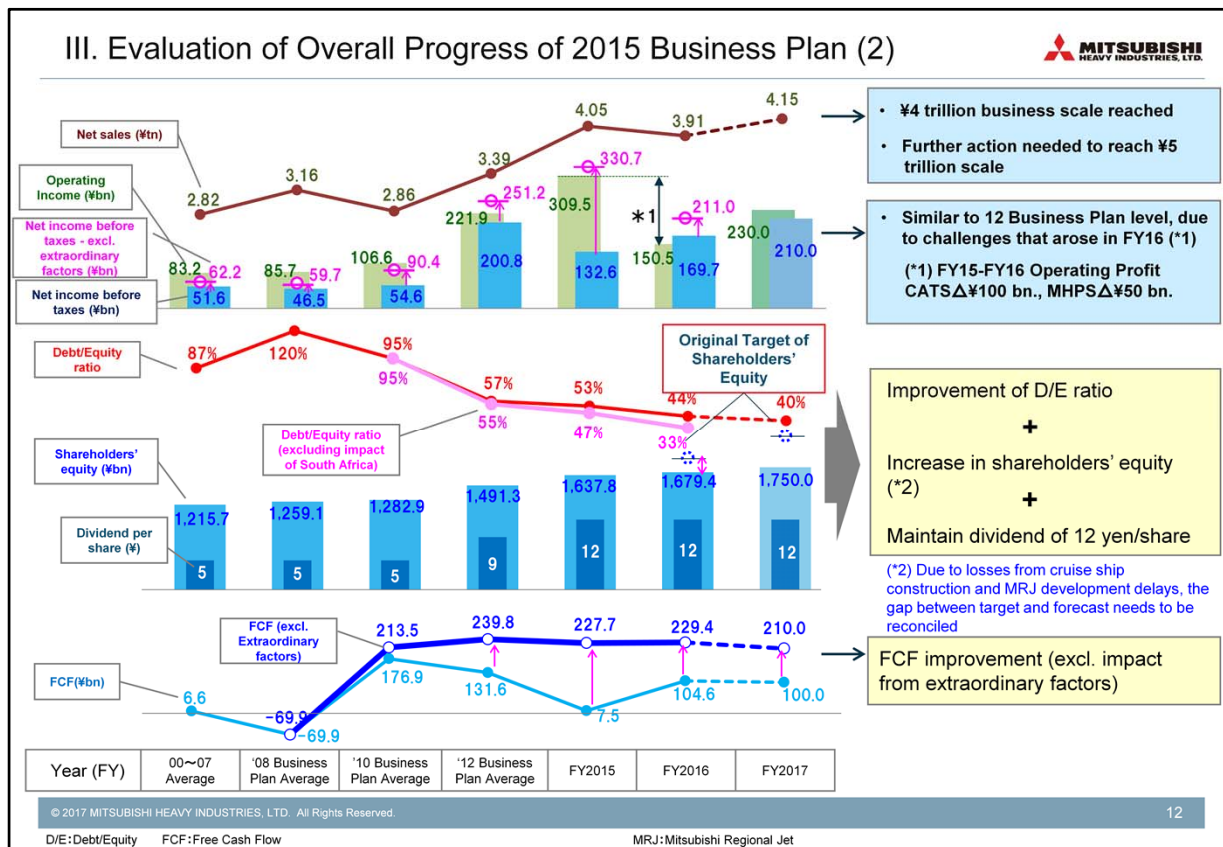 III. Evaluation of Overall Progress of 2015 Business Plan (2)
MITSUBISHI
HEAVY INDUSTRIES, LTD.
Net sales (¥tn)
2.82
3.16
2.86
3.39
4.05
3.91
4.15
Operating
Income (¥bn)
83.2
85.7
106.6
221.9
309.5
150.5
230.0
Net income before
taxes - excl.
extraordinary
factors (¥bn)
62.2
59.7
90.4
251.2
330.7
211.0
Net income before
taxes (¥bn)
51.6
46.5
54.6
200.8
132.6
169.7
210.0
*1
• ¥4 trillion business scale reached
• Further action needed to reach ¥5
trillion scale
• Similar to 12 Business Plan level, due
to challenges that arose in FY16 (*1)
(*1) FY15-FY16 Operating Profit
CATS△¥100 bn., MHPS△¥50 bn.
Debt/Equity
ratio
87%
120%
95%
57%
53%
44%
40%
Debt/Equity ratio
(excluding impact
of South Africa)
95%
55%
47%
33%
Original Target of
Shareholders'
Equity
Shareholders'
equity (¥bn)
1,215.7
1,259.1
1,282.9
1,491.3
1,637.8
1,679.4
1,750.0
Dividend per
share (¥)
5
5
5
9
12
12
12
Improvement of D/E ratio
+
Increase in shareholders' equity
(*2)
+
Maintain dividend of 12 yen/share
(*2) Due to losses from cruise ship
construction and MRJ development delays, the
gap between target and forecast needs to be
reconciled
FCF (excl.
Extraordinary
factors)
-69.9
213.5
239.8
227.7
229.4
210.0
FCF(¥bn)
6.6
-69.9
176.9
131.6
7.5
104.6
100.0
FCF improvement (excl. impact
from extraordinary factors)
Year (FY)
00～07
Average
'08 Business
Plan Average
'10 Business
Plan Average
'12 Business
Plan Average
FY2015
FY2016
FY2017
© 2017 MITSUBISHI HEAVY INDUSTRIES, LTD. All Rights Reserved.
12
D/E:Debt/Equity FCF:Free Cash Flow MRJ:Mitsubishi Regional Jet